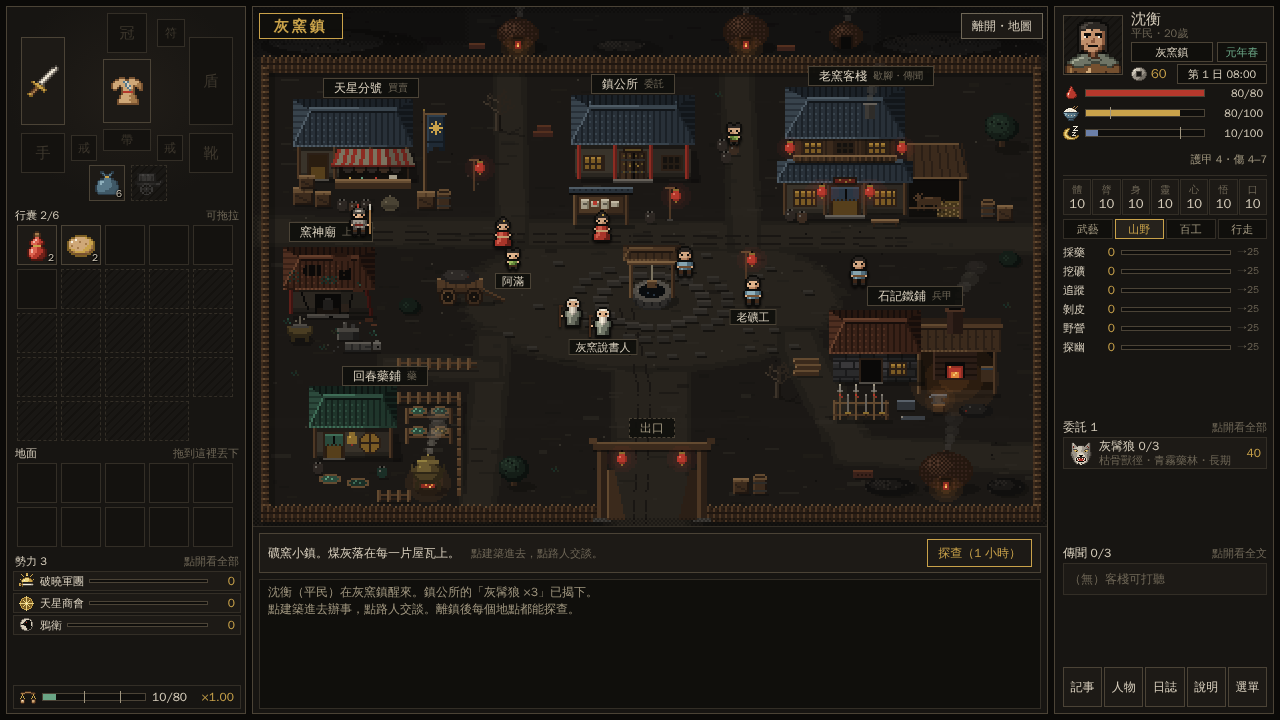 冠
符
盾
手
戒
帶
戒
靴
6
行囊 2/6
可拖拉
2
2
地面
拖到這裡丟下
勢力 3
點開看全部
破曉軍團
0
天星商會
0
鴉衛
0
10/80
×1.00
灰窯鎮
離開・地圖
天星分號 買賣
鎮公所 委託
老窯客棧 歇腳・傳聞
窯神廟 上
阿滿
老礦工
灰窯說書人
石記鐵鋪 兵甲
回春藥鋪 藥
出口
礦窯小鎮。煤灰落在每一片屋瓦上。
點建築進去,點路人交談。
探查（1 小時）
沈衡（平民）在灰窯鎮醒來。鎮公所的「灰髯狼 ×3」已揭下。
點建築進去辦事，點路人交談。離鎮後每個地點都能探查。
沈衡
平民・20歲
灰窯鎮
元年春
60
第 1 日 08:00
80/80
80/100
10/100
護甲 4・傷 4–7
體 臂 身 靈 心 悟 口
10 10 10 10 10 10 10
武藝
山野
百工
行走
採藥 0 →25
挖礦 0 →25
追蹤 0 →25
剝皮 0 →25
野營 0 →25
探幽 0 →25
委託 1
點開看全部
灰髯狼 0/3
枯骨獸徑・青霧藥林・長期
40
傳聞 0/3
點開看全文
（無）客棧可打聽
記事
人物
日誌
說明
選單